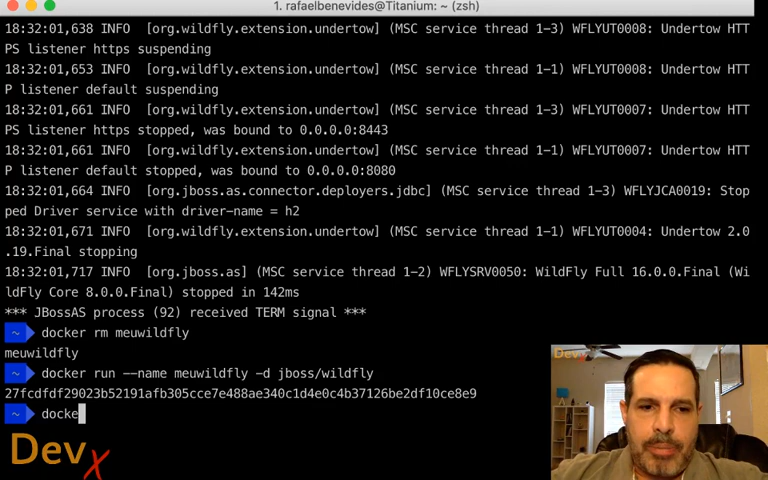 1. rafaelbenevides@Titanium: ~ (zsh)
18:32:01,638 INFO  [org.wildfly.extension.undertow] (MSC service thread 1-3) WFLYUT0008: Undertow HTT
PS listener https suspending
18:32:01,653 INFO  [org.wildfly.extension.undertow] (MSC service thread 1-1) WFLYUT0008: Undertow HTT
P listener default suspending
18:32:01,661 INFO  [org.wildfly.extension.undertow] (MSC service thread 1-3) WFLYUT0007: Undertow HTT
PS listener https stopped, was bound to 0.0.0.0:8443
18:32:01,661 INFO  [org.wildfly.extension.undertow] (MSC service thread 1-1) WFLYUT0007: Undertow HTT
P listener default stopped, was bound to 0.0.0.0:8080
18:32:01,664 INFO  [org.jboss.as.connector.deployers.jdbc] (MSC service thread 1-3) WFLYJCA0019: Stop
ped Driver service with driver-name = h2
18:32:01,671 INFO  [org.wildfly.extension.undertow] (MSC service thread 1-1) WFLYUT0004: Undertow 2.0
.19.Final stopping
18:32:01,717 INFO  [org.jboss.as] (MSC service thread 1-2) WFLYSRV0050: WildFly Full 16.0.0.Final (Wi
ldFly Core 8.0.0.Final) stopped in 142ms
*** JBossAS process (92) received TERM signal ***
~ docker rm meuwildfly
meuwildfly
~ docker run --name meuwildfly -d jboss/wildfly
27fcdfdf29023b52191afb305cce7e488ae340c1d4e0c4b37126be2df10ce8e9
~ docke
Devx
Dev